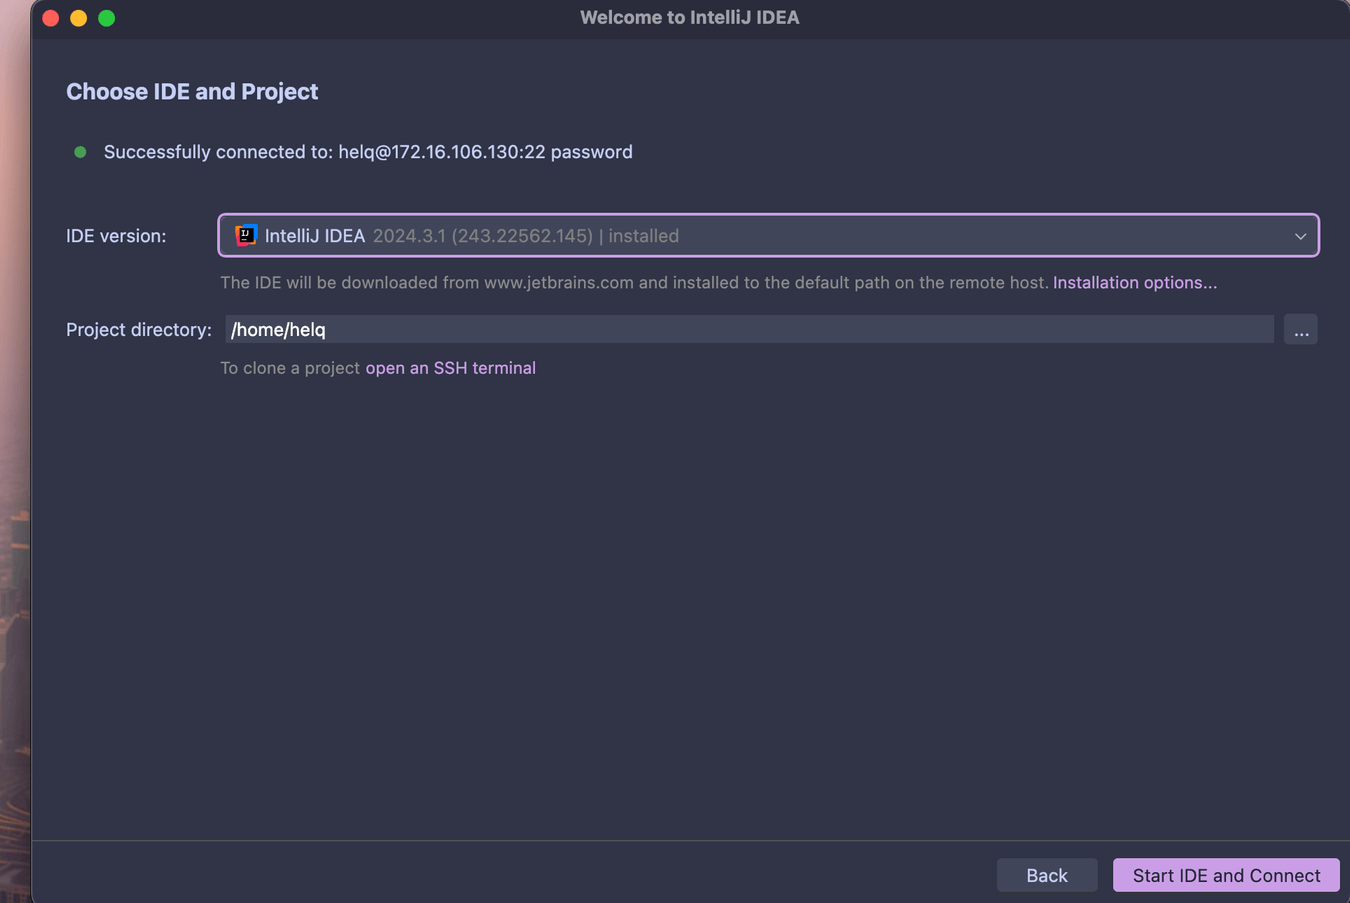 Welcome to IntelliJ IDEA
Choose IDE and Project
Successfully connected to: helq@172.16.106.130:22 password
IDE version: IJ IntelliJ IDEA 2024.3.1 (243.22562.145) | installed
The IDE will be downloaded from www.jetbrains.com and installed to the default path on the remote host. Installation options...
Project directory: /home/helq ...
To clone a project open an SSH terminal
Back Start IDE and Connect